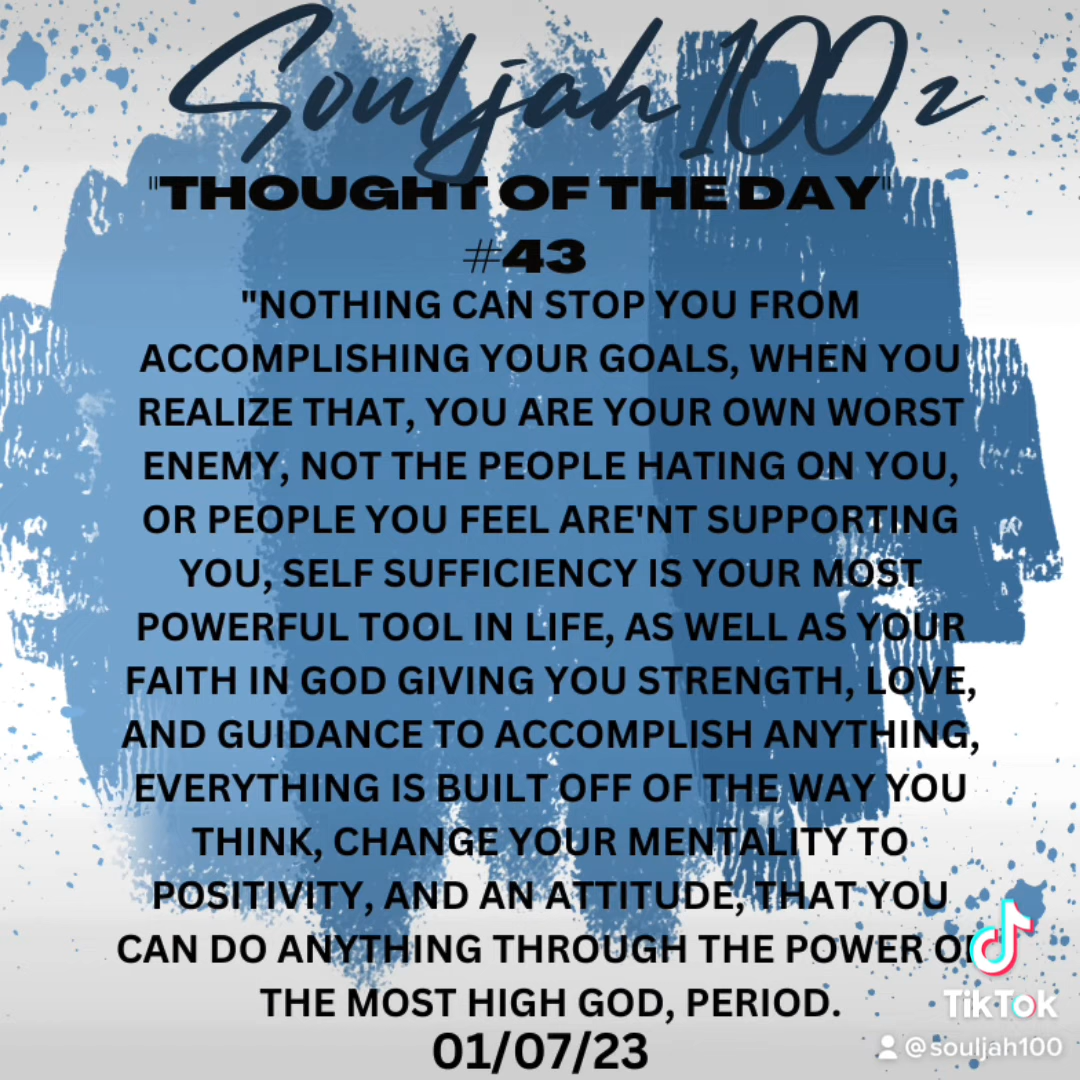 Souljah100z
"THOUGHT OF THE DAY"
#43
"NOTHING CAN STOP YOU FROM
ACCOMPLISHING YOUR GOALS, WHEN YOU
REALIZE THAT, YOU ARE YOUR OWN WORST
ENEMY, NOT THE PEOPLE HATING ON YOU,
OR PEOPLE YOU FEEL ARE'NT SUPPORTING
YOU, SELF SUFFICIENCY IS YOUR MOST
POWERFUL TOOL IN LIFE, AS WELL AS YOUR
FAITH IN GOD GIVING YOU STRENGTH, LOVE,
AND GUIDANCE TO ACCOMPLISH ANYTHING,
EVERYTHING IS BUILT OFF OF THE WAY YOU
THINK, CHANGE YOUR MENTALITY TO
POSITIVITY, AND AN ATTITUDE, THAT YOU
CAN DO ANYTHING THROUGH THE POWER OF
THE MOST HIGH GOD, PERIOD.
01/07/23
TikTok
@souljah100